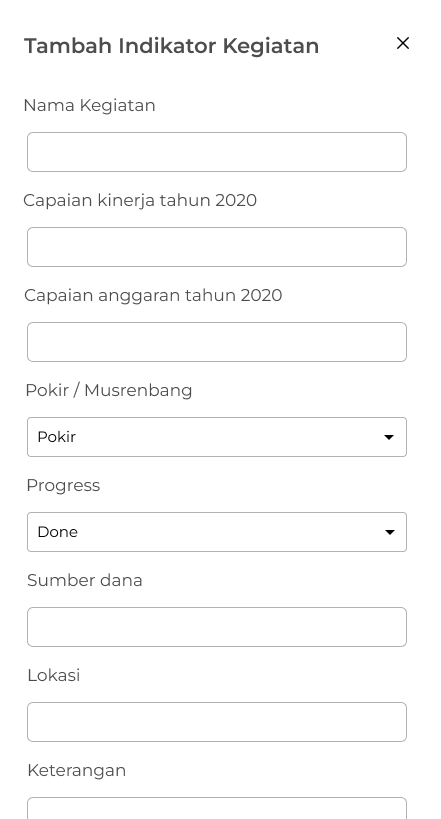 Tambah Indikator Kegiatan
Nama Kegiatan
Capaian kinerja tahun 2020
Capaian anggaran tahun 2020
Pokir / Musrenbang
Pokir
Progress
Done
Sumber dana
Lokasi
Keterangan